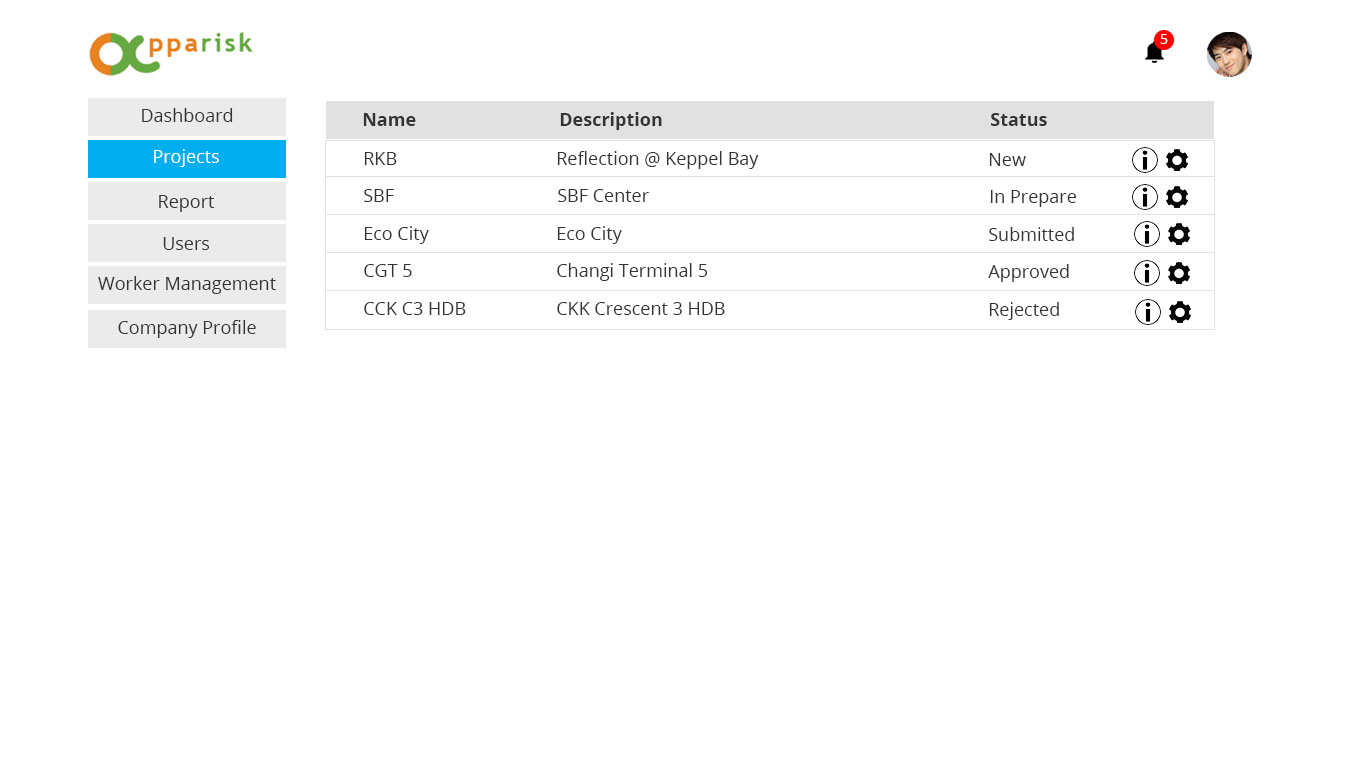 pparisk
5
Dashboard
Projects
Report
Users
Worker Management
Company Profile
Name Description Status
RKB Reflection @ Keppel Bay New
SBF SBF Center In Prepare
Eco City Eco City Submitted
CGT 5 Changi Terminal 5 Approved
CCK C3 HDB CKK Crescent 3 HDB Rejected